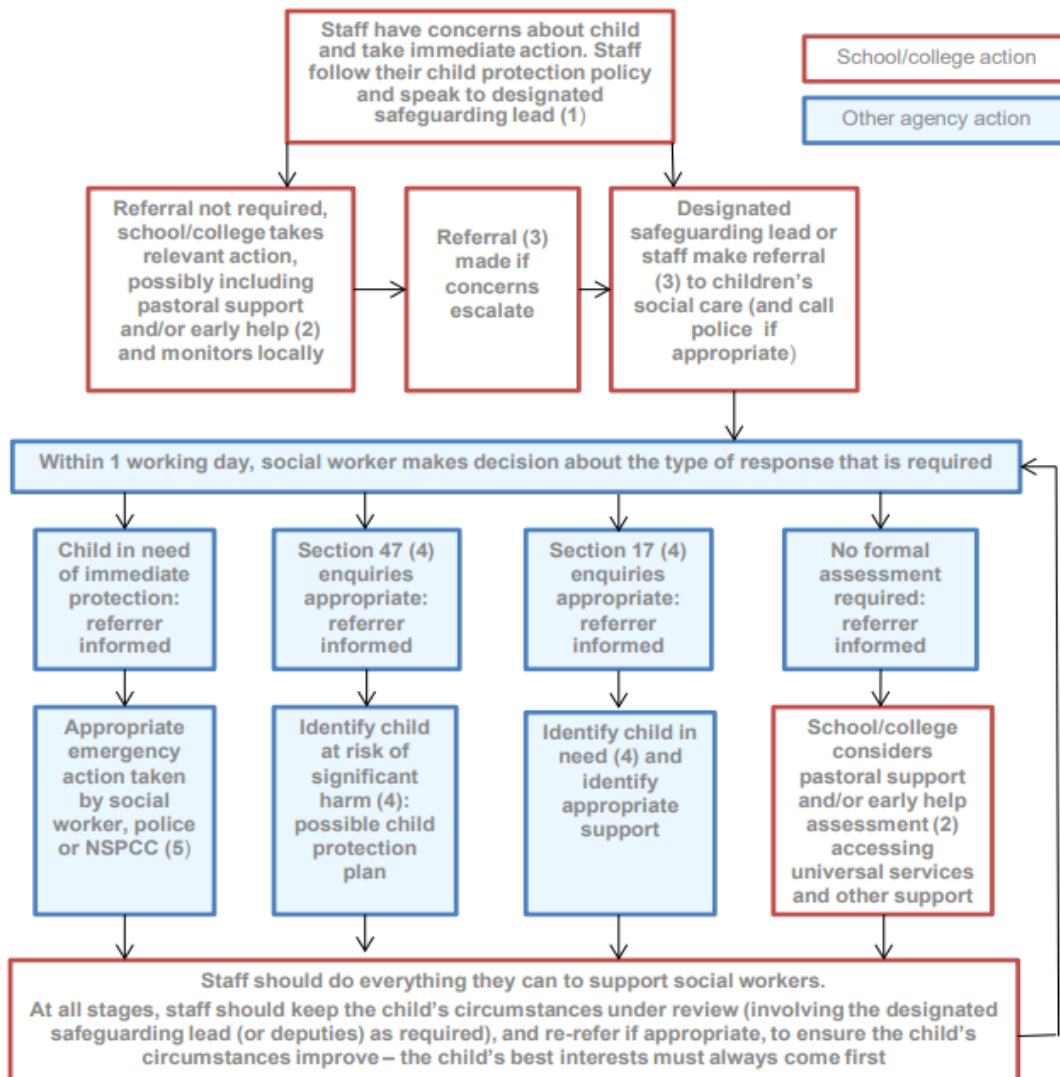 Staff have concerns about child
and take immediate action. Staff
follow their child protection policy
and speak to designated
safeguarding lead (1)
School/college action
Other agency action
Referral not required,
school/college takes
relevant action,
possibly including
pastoral support
and/or early help (2)
and monitors locally
Referral (3)
made if
concerns
escalate
Designated
safeguarding lead or
staff make referral
(3) to children's
social care (and call
police if
appropriate)
Within 1 working day, social worker makes decision about the type of response that is required
Child in need
of immediate
protection:
referrer
informed
Section 47 (4)
enquiries
appropriate:
referrer
informed
Section 17 (4)
enquiries
appropriate:
referrer
informed
No formal
assessment
required:
referrer
informed
Appropriate
emergency
action taken
by social
worker, police
or NSPCC (5)
Identify child
at risk of
significant
harm (4):
possible child
protection
plan
Identify child in
need (4) and
identify
appropriate
support
School/college
considers
pastoral support
and/or early help
assessment (2)
accessing
universal services
and other support
Staff should do everything they can to support social workers.
At all stages, staff should keep the child's circumstances under review (involving the designated
safeguarding lead (or deputies) as required), and re-refer if appropriate, to ensure the child's
circumstances improve – the child's best interests must always come first